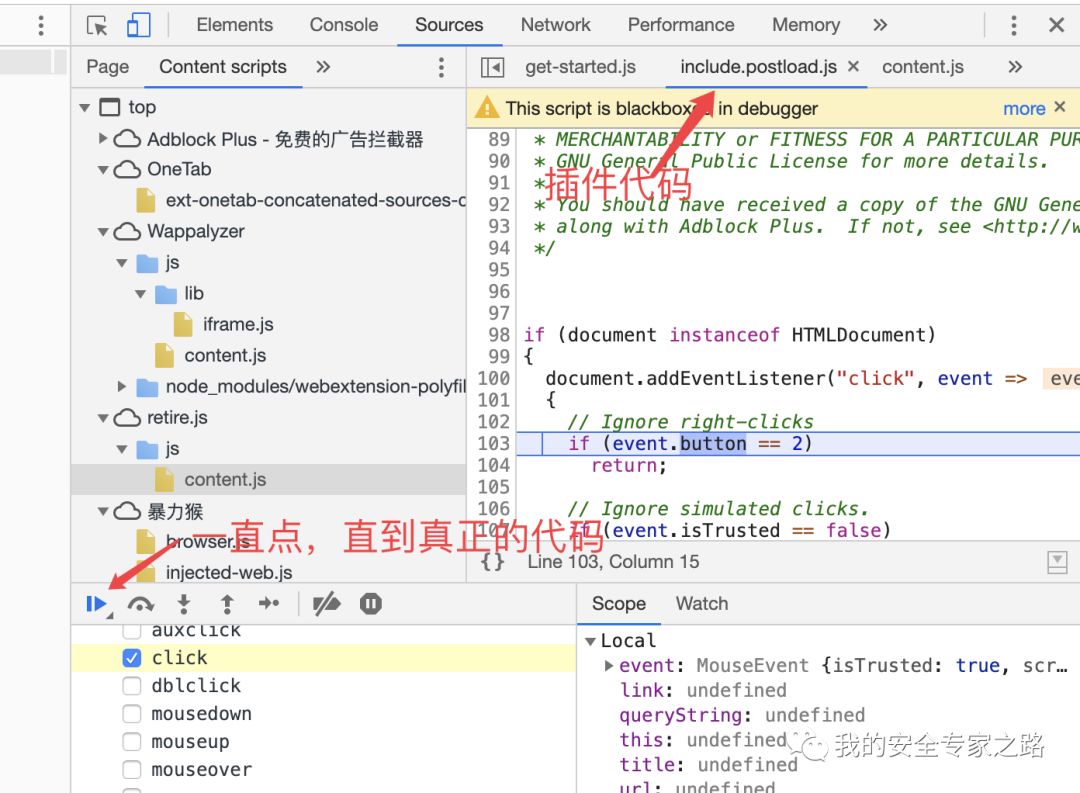 Elements Console Sources Network Performance Memory »
Page Content scripts »
get-started.js include.postload.js × content.js »
This script is blackboxed in debugger more ×
top
Adblock Plus - 免费的广告拦截器
OneTab
ext-onetab-concatenated-sources-c
Wappalyzer
js
lib
iframe.js
content.js
node_modules/webextension-polyfil
retire.js
js
content.js
暴力猴
browser.js
injected-web.js
89 * MERCHANTABILITY or FITNESS FOR A PARTICULAR PUR
90 * GNU General Public License for more details.
91 *
92 * You should have received a copy of the GNU Gene
93 * along with Adblock Plus.  If not, see <http://w
94 */
95
96
97
98 if (document instanceof HTMLDocument)
99 {
100 document.addEventListener("click", event => eve
101 {
102 // Ignore right-clicks
103 if (event.button == 2)
104 return;
105
106 // Ignore simulated clicks.
107 if (event.isTrusted == false)
插件代码
一直点，直到真正的代码
{} Line 103, Column 15
auxclick
click
dblclick
mousedown
mouseup
mouseover
Scope Watch
Local
event: MouseEvent {isTrusted: true, scr…
link: undefined
queryString: undefined
this: undefined
title: undefined
url: undefined
我的安全专家之路